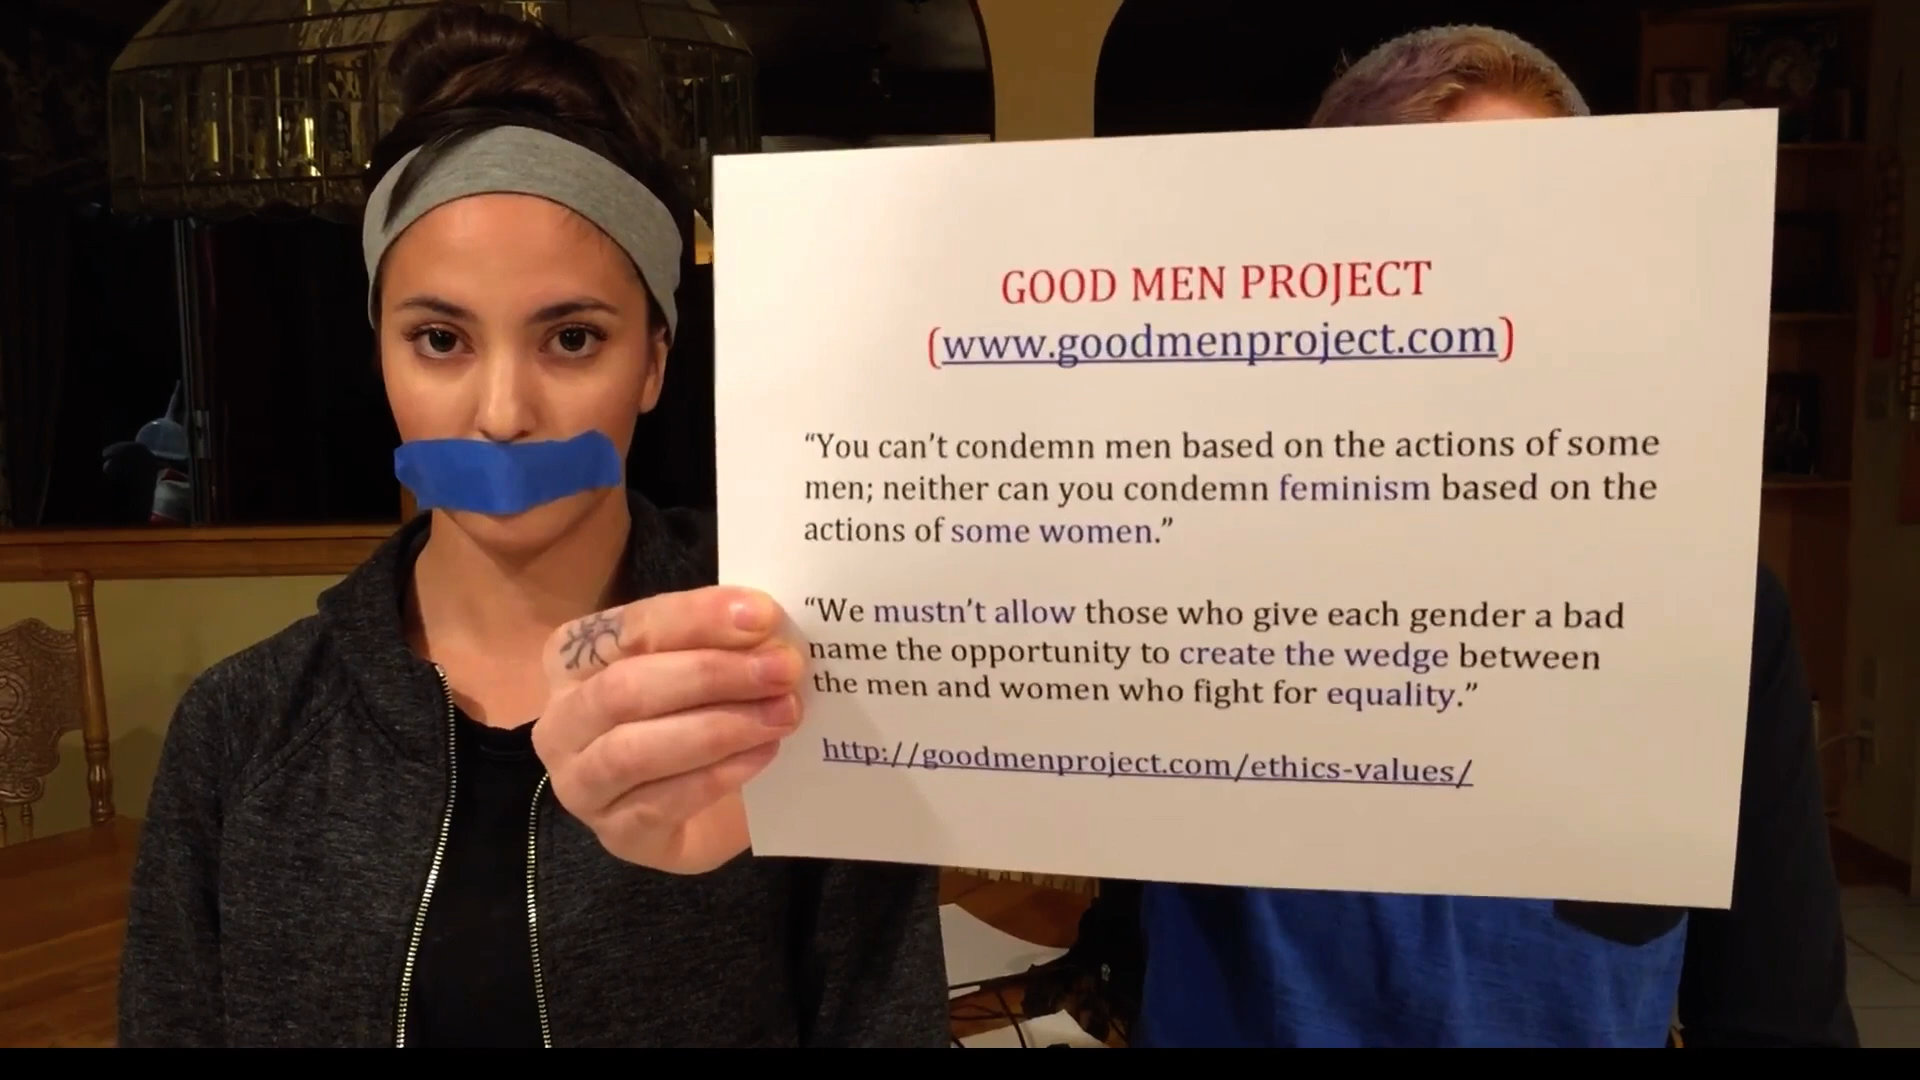 GOOD MEN PROJECT
(www.goodmenproject.com)
“You can’t condemn men based on the actions of some
men; neither can you condemn feminism based on the
actions of some women.”
“We mustn’t allow those who give each gender a bad
name the opportunity to create the wedge between
the men and women who fight for equality.”
http://goodmenproject.com/ethics-values/